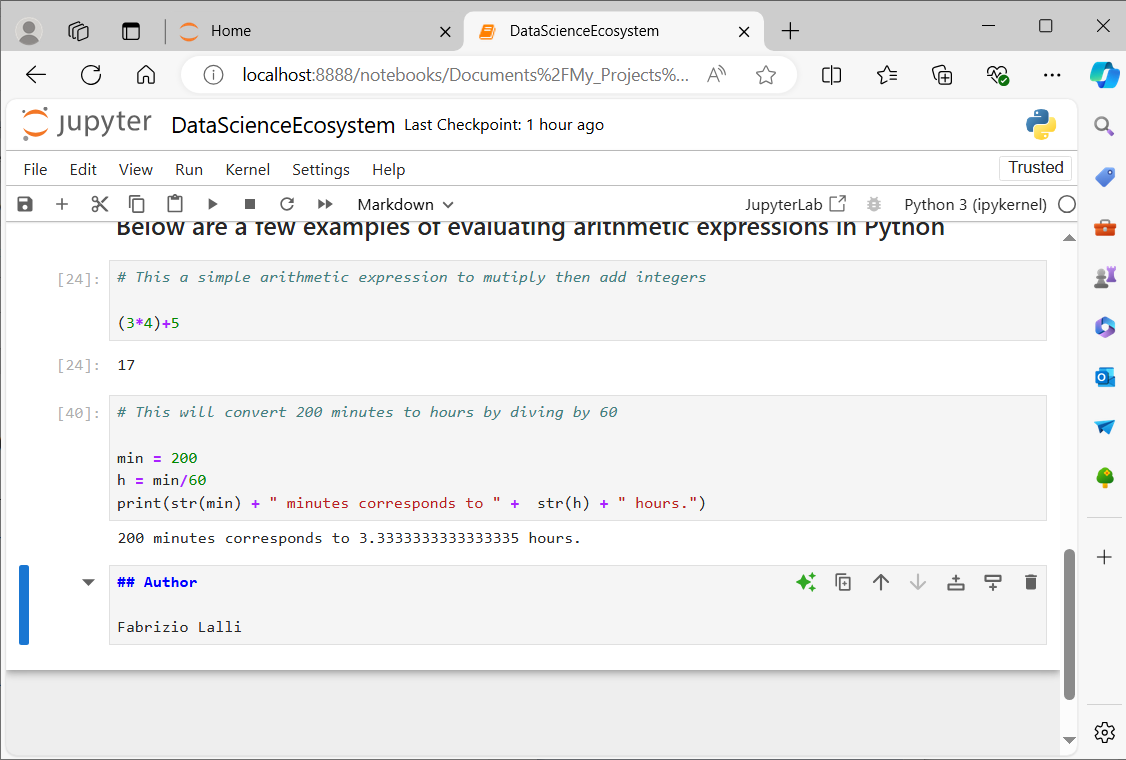 Home
DataScienceEcosystem
localhost:8888/notebooks/Documents%2FMy_Projects%...
jupyter DataScienceEcosystem Last Checkpoint: 1 hour ago
File Edit View Run Kernel Settings Help Trusted
Markdown JupyterLab Python 3 (ipykernel)
Below are a few examples of evaluating arithmetic expressions in Python
[24]: # This a simple arithmetic expression to mutiply then add integers
(3*4)+5
[24]: 17
[40]: # This will convert 200 minutes to hours by diving by 60
min = 200
h = min/60
print(str(min) + " minutes corresponds to " +  str(h) + " hours.")
200 minutes corresponds to 3.3333333333333335 hours.
## Author
Fabrizio Lalli